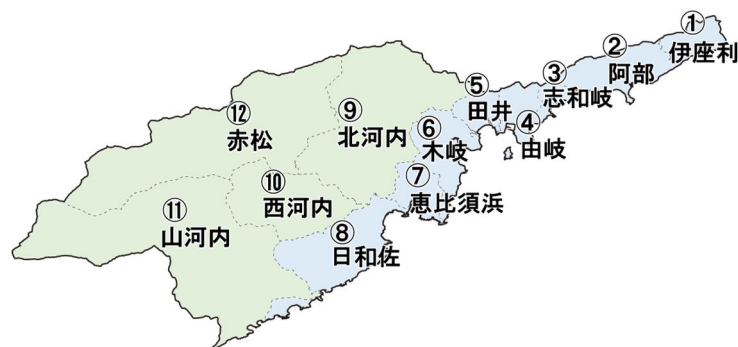 ① 伊座利
② 阿部
③ 志和岐
④ 由岐
⑤ 田井
⑥ 木岐
⑦ 恵比須浜
⑧ 日和佐
⑨ 北河内
⑩ 西河内
⑪ 山河内
⑫ 赤松